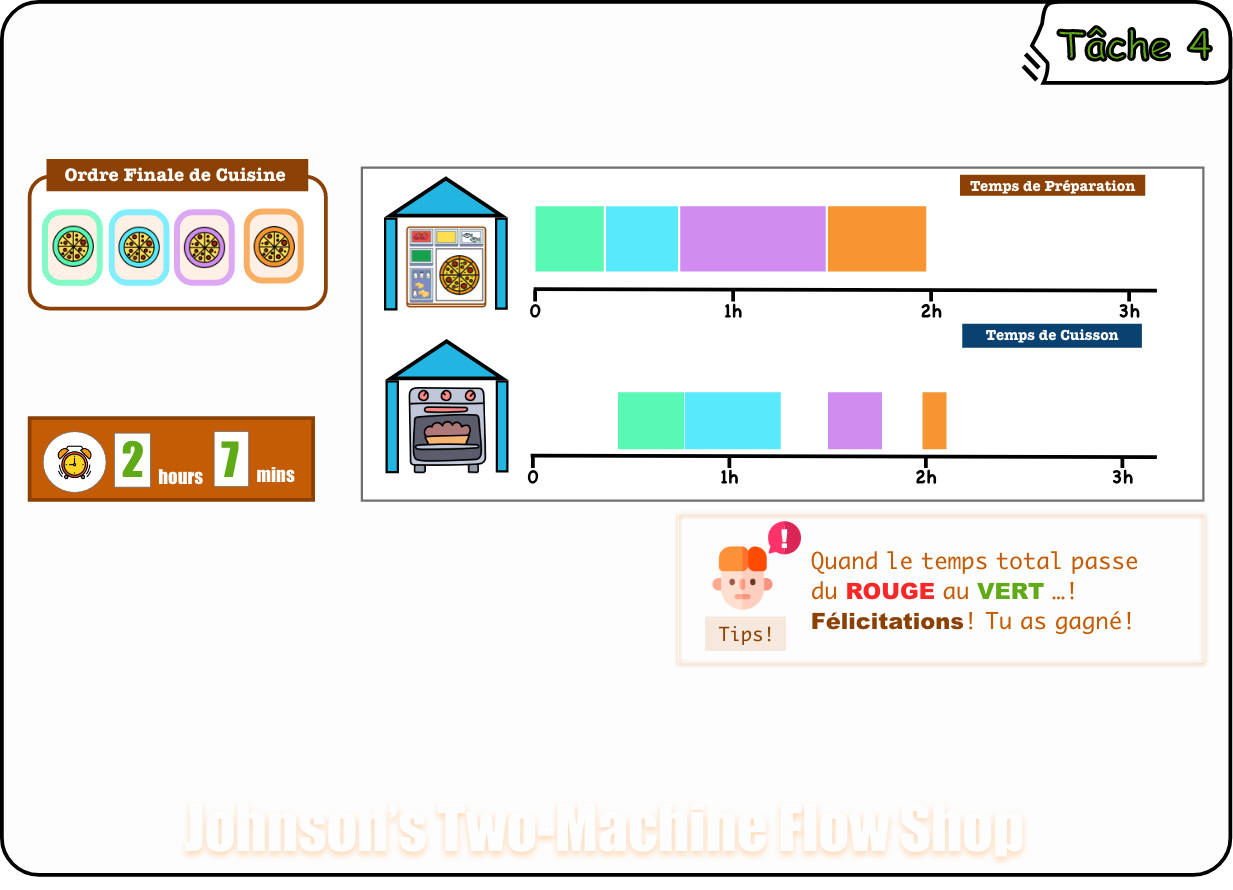 Tâche 4
Ordre Finale de Cuisine
Temps de Préparation
0 1h 2h 3h
Temps de Cuisson
0 1h 2h 3h
2 hours 7 mins
!
Quand le temps total passe
du ROUGE au VERT ...!
Félicitations! Tu as gagné!
Tips!
Johnson's Two-Machine Flow Shop